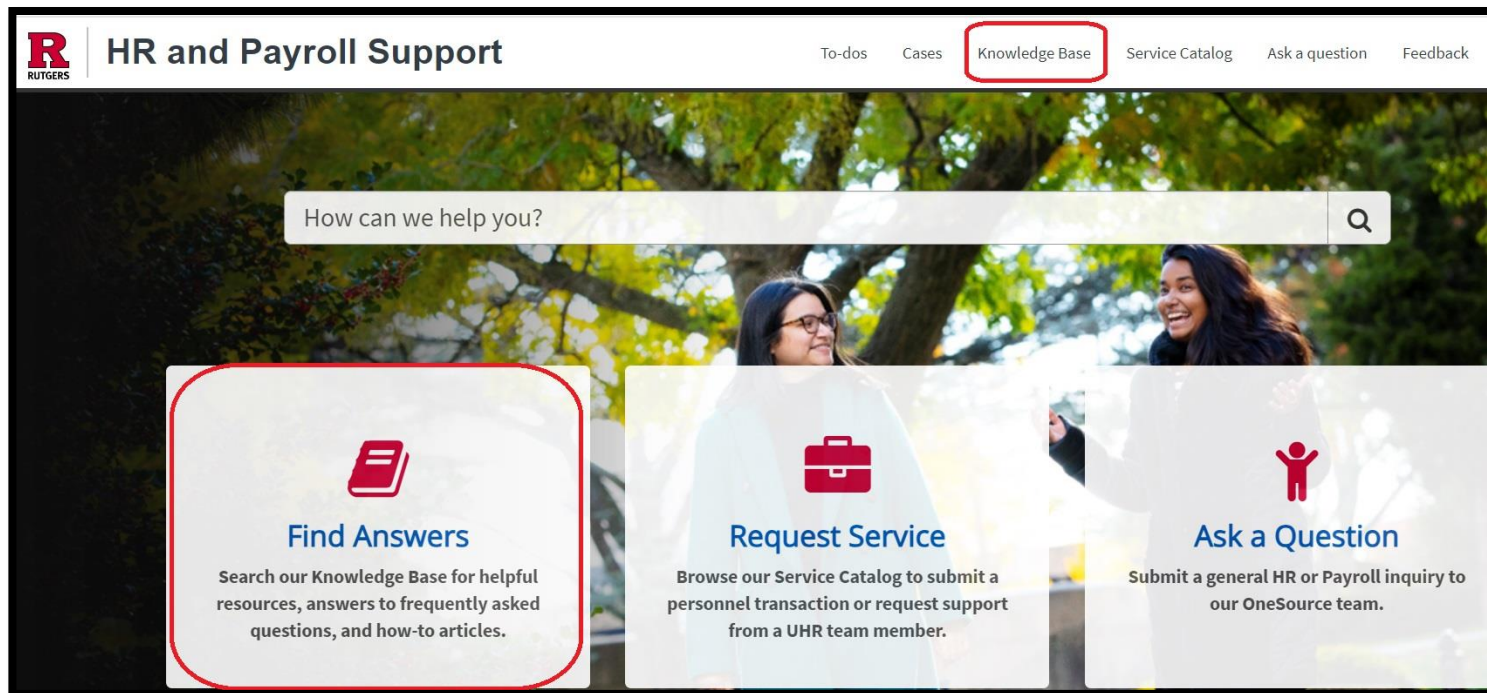 R
RUTGERS
HR and Payroll Support
To-dos Cases Knowledge Base Service Catalog Ask a question Feedback
How can we help you?
Find Answers
Search our Knowledge Base for helpful
resources, answers to frequently asked
questions, and how-to articles.
Request Service
Browse our Service Catalog to submit a
personnel transaction or request support
from a UHR team member.
Ask a Question
Submit a general HR or Payroll inquiry to
our OneSource team.